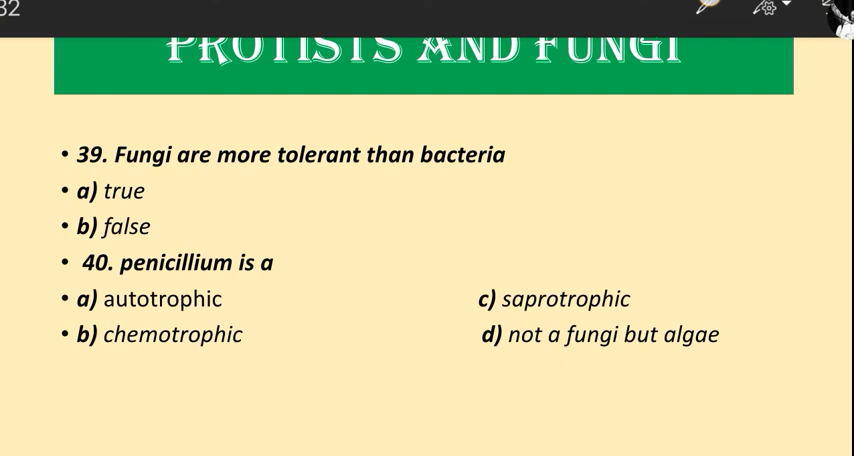 32
PROTISTS AND FUNGI
• 39. Fungi are more tolerant than bacteria
• a) true
• b) false
• 40. penicillium is a
• a) autotrophic c) saprotrophic
• b) chemotrophic d) not a fungi but algae